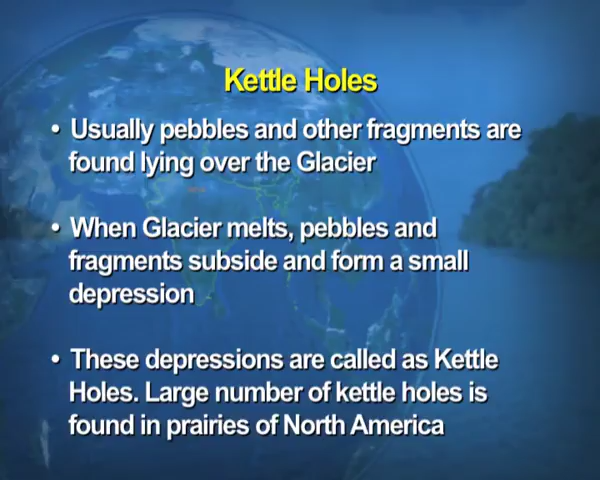 Kettle Holes
• Usually pebbles and other fragments are
found lying over the Glacier
• When Glacier melts, pebbles and
fragments subside and form a small
depression
• These depressions are called as Kettle
Holes. Large number of kettle holes is
found in prairies of North America